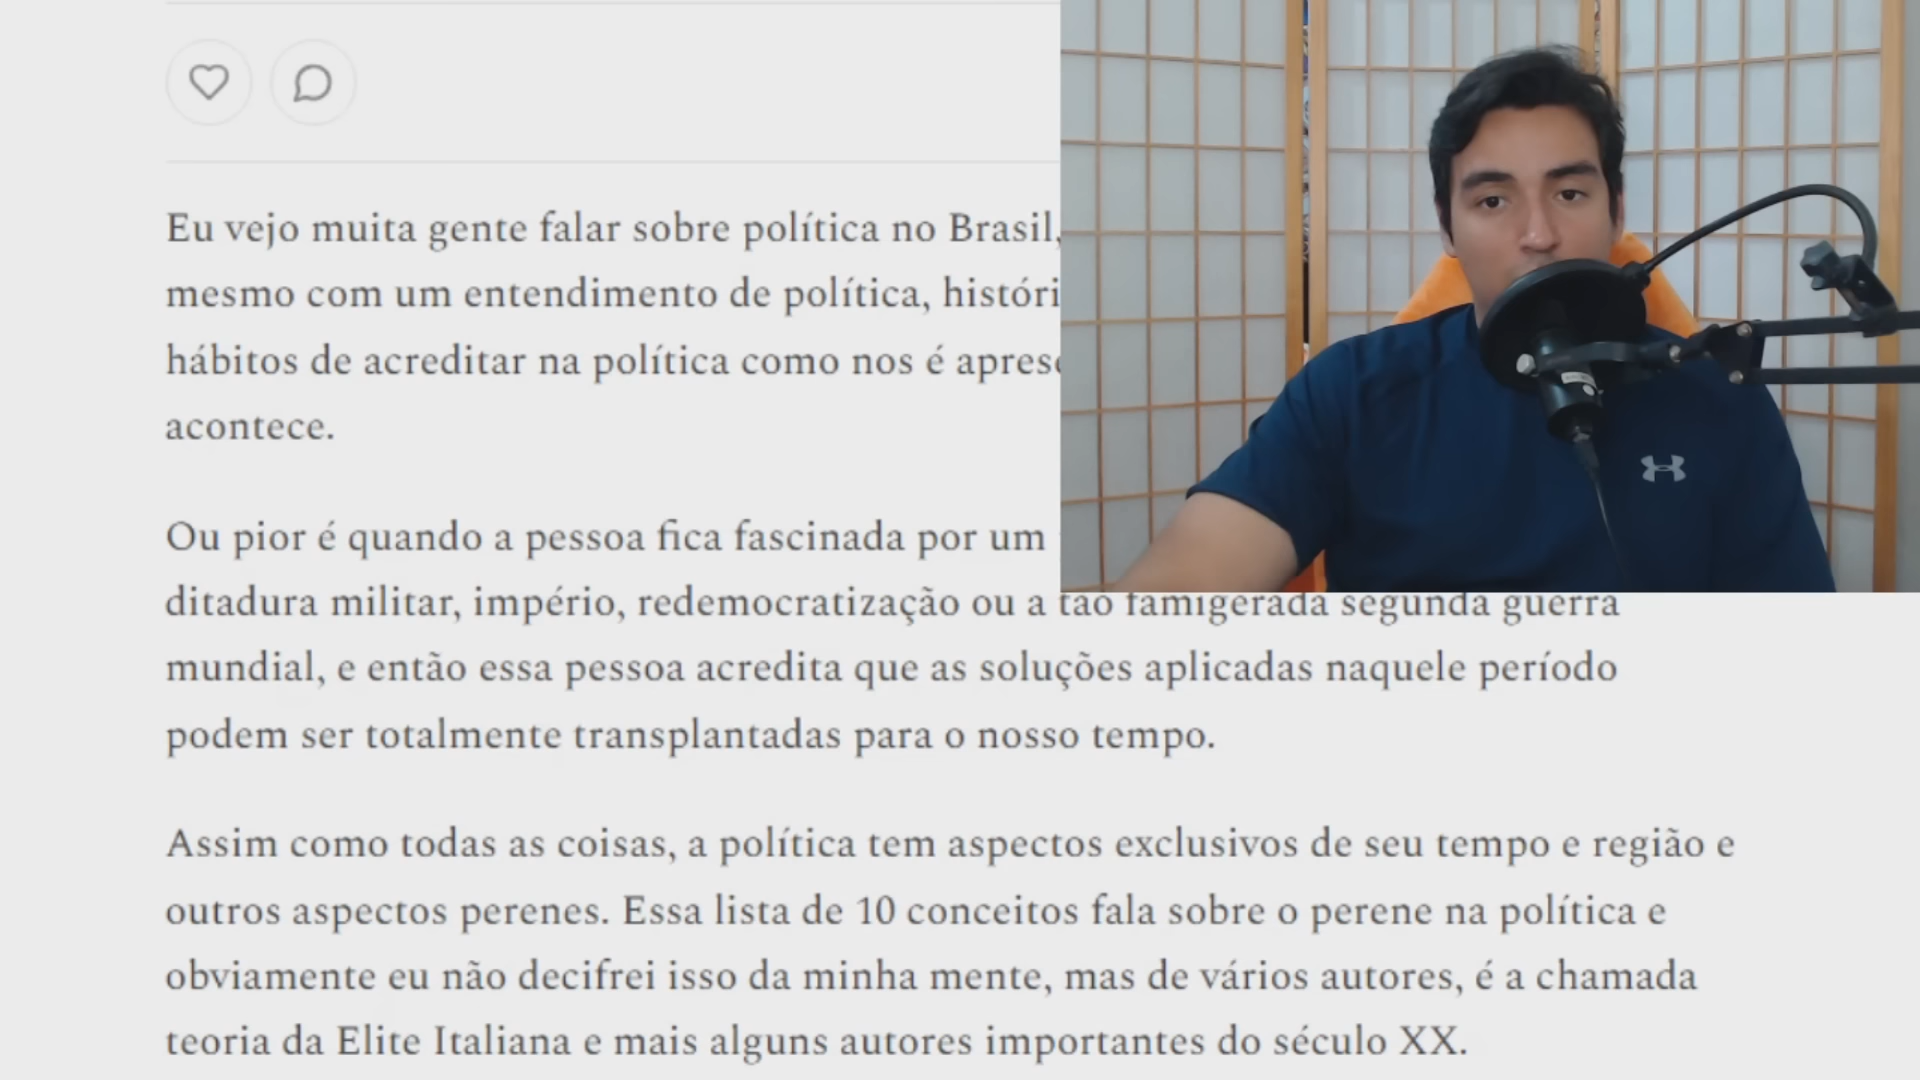 Eu vejo muita gente falar sobre política no Brasil,
mesmo com um entendimento de política, históri
hábitos de acreditar na política como nos é apres
acontece.
Ou pior é quando a pessoa fica fascinada por um
ditadura militar, império, redemocratização ou a tão famigerada segunda guerra
mundial, e então essa pessoa acredita que as soluções aplicadas naquele período
podem ser totalmente transplantadas para o nosso tempo.
Assim como todas as coisas, a política tem aspectos exclusivos de seu tempo e região e
outros aspectos perenes. Essa lista de 10 conceitos fala sobre o perene na política e
obviamente eu não decifrei isso da minha mente, mas de vários autores, é a chamada
teoria da Elite Italiana e mais alguns autores importantes do século XX.